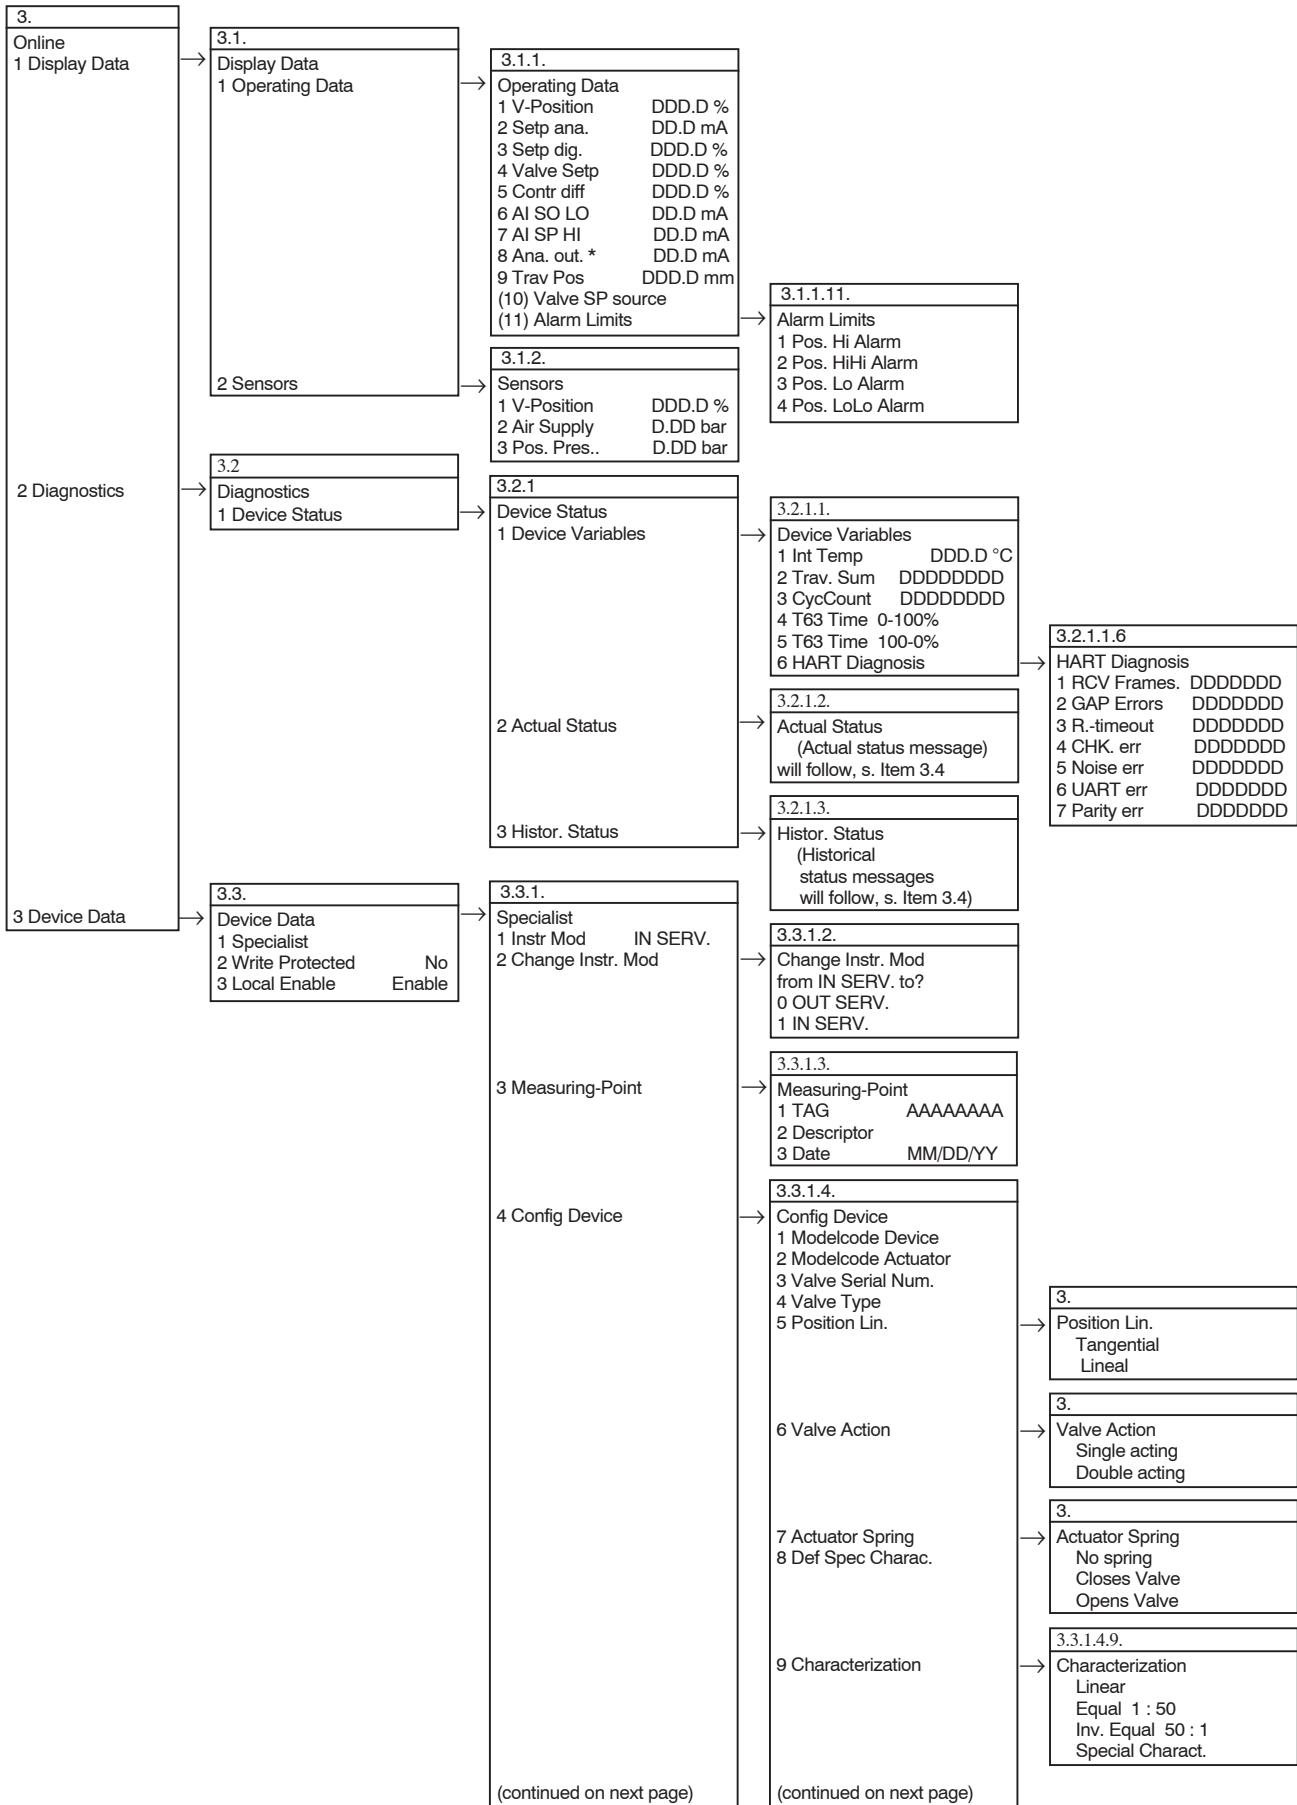 3.
Online
1 Display Data
2 Diagnostics
3 Device Data
3.1.
Display Data
1 Operating Data
2 Sensors
3.1.1.
Operating Data
1 V-Position DDD.D %
2 Setp ana. DD.D mA
3 Setp dig. DDD.D %
4 Valve Setp DDD.D %
5 Contr diff DDD.D %
6 AI SO LO DD.D mA
7 AI SP HI DD.D mA
8 Ana. out. * DD.D mA
9 Trav Pos DDD.D mm
(10) Valve SP source
(11) Alarm Limits
3.1.1.11.
Alarm Limits
1 Pos. Hi Alarm
2 Pos. HiHi Alarm
3 Pos. Lo Alarm
4 Pos. LoLo Alarm
3.1.2.
Sensors
1 V-Position DDD.D %
2 Air Supply D.DD bar
3 Pos. Pres.. D.DD bar
3.2
Diagnostics
1 Device Status
3.2.1
Device Status
1 Device Variables
2 Actual Status
3 Histor. Status
3.2.1.1.
Device Variables
1 Int Temp DDD.D °C
2 Trav. Sum DDDDDDDD
3 CycCount DDDDDDDD
4 T63 Time 0-100%
5 T63 Time 100-0%
6 HART Diagnosis
3.2.1.1.6
HART Diagnosis
1 RCV Frames. DDDDDDD
2 GAP Errors DDDDDDD
3 R.-timeout DDDDDDD
4 CHK. err DDDDDDD
5 Noise err DDDDDDD
6 UART err DDDDDDD
7 Parity err DDDDDDD
3.2.1.2.
Actual Status
(Actual status message)
will follow, s. Item 3.4
3.2.1.3.
Histor. Status
(Historical
status messages
will follow, s. Item 3.4)
3.3.
Device Data
1 Specialist
2 Write Protected No
3 Local Enable Enable
3.3.1.
Specialist
1 Instr Mod IN SERV.
2 Change Instr. Mod
3 Measuring-Point
4 Config Device
(continued on next page)
3.3.1.2.
Change Instr. Mod
from IN SERV. to?
0 OUT SERV.
1 IN SERV.
3.3.1.3.
Measuring-Point
1 TAG AAAAAAAA
2 Descriptor
3 Date MM/DD/YY
3.3.1.4.
Config Device
1 Modelcode Device
2 Modelcode Actuator
3 Valve Serial Num.
4 Valve Type
5 Position Lin.
6 Valve Action
7 Actuator Spring
8 Def Spec Charac.
9 Characterization
(continued on next page)
3.
Position Lin.
Tangential
Lineal
3.
Valve Action
Single acting
Double acting
3.
Actuator Spring
No spring
Closes Valve
Opens Valve
3.3.1.4.9.
Characterization
Linear
Equal 1 : 50
Inv. Equal 50 : 1
Special Charact.